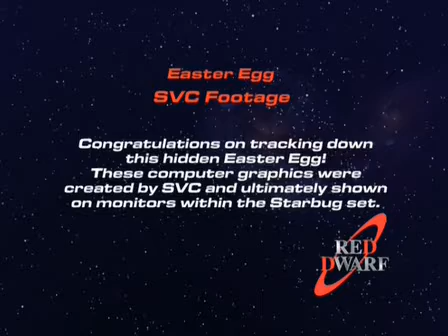 Easter Egg
SVC Footage
Congratulations on tracking down
this hidden Easter Egg!
These computer graphics were
created by SVC and ultimately shown
on monitors within the Starbug set.
RED
DWARF